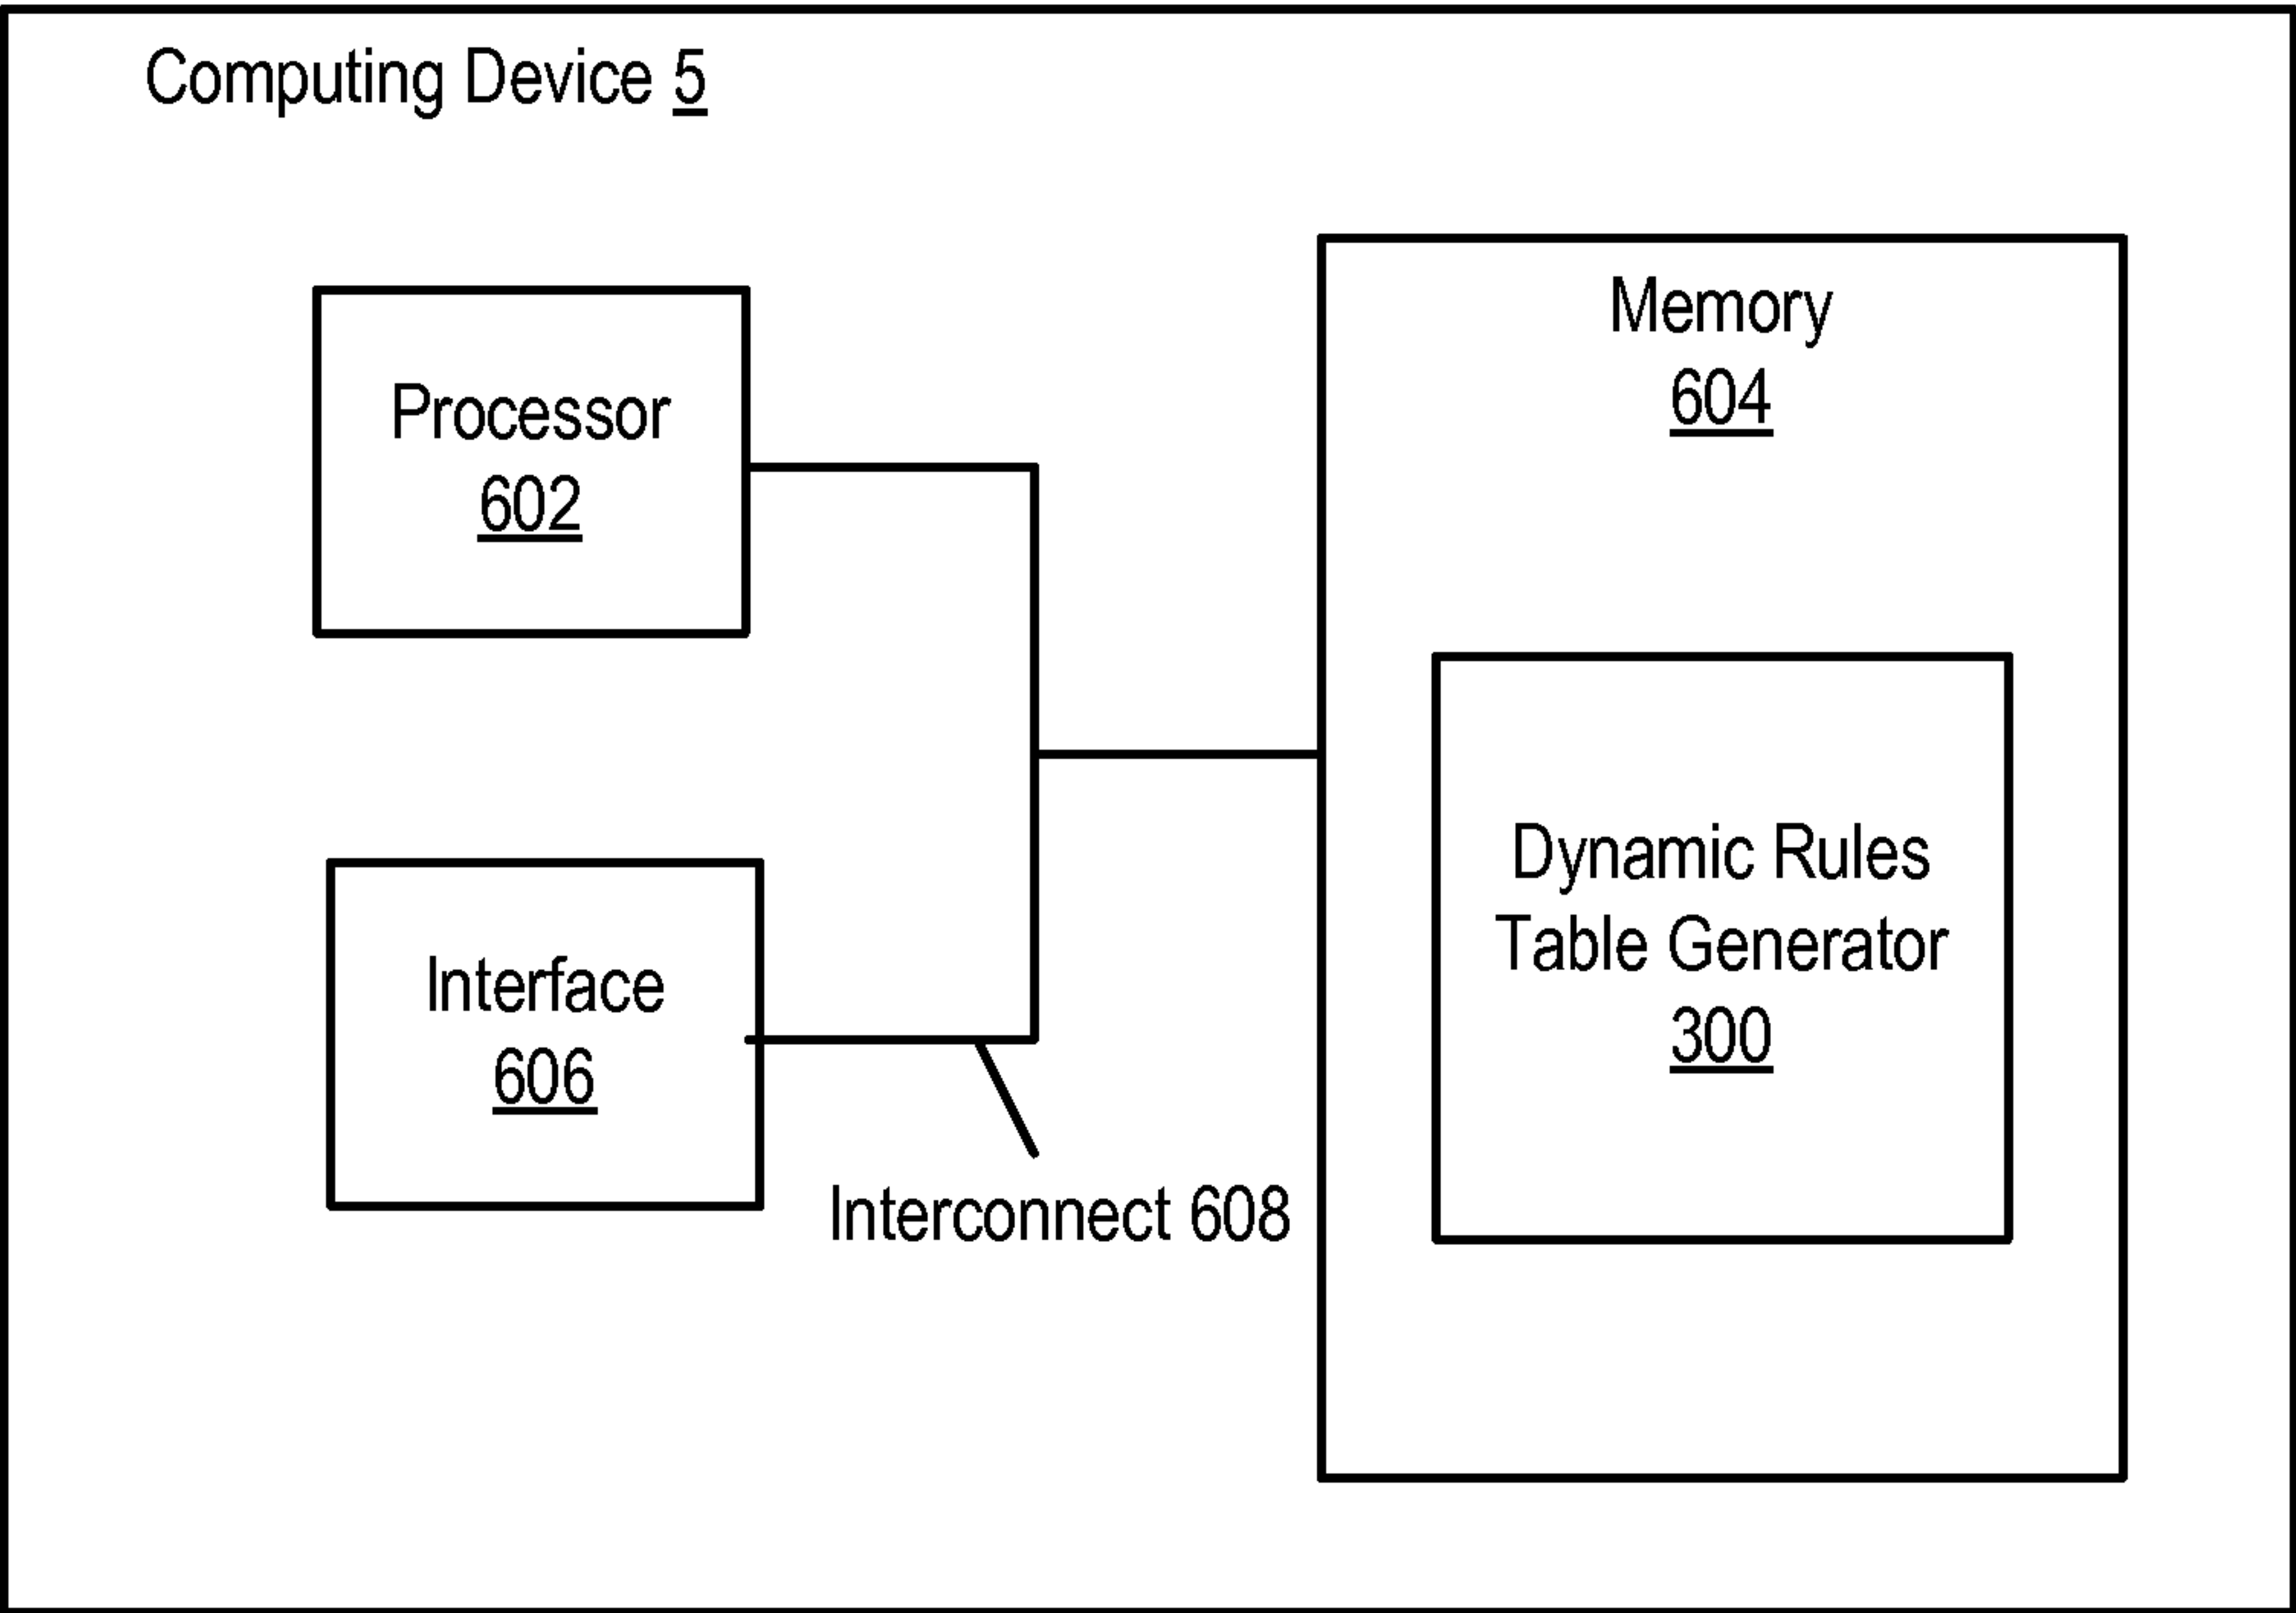 Computing Device 5
Processor
602
Memory
604
Interface
606
Interconnect 608
Dynamic Rules
Table Generator
300